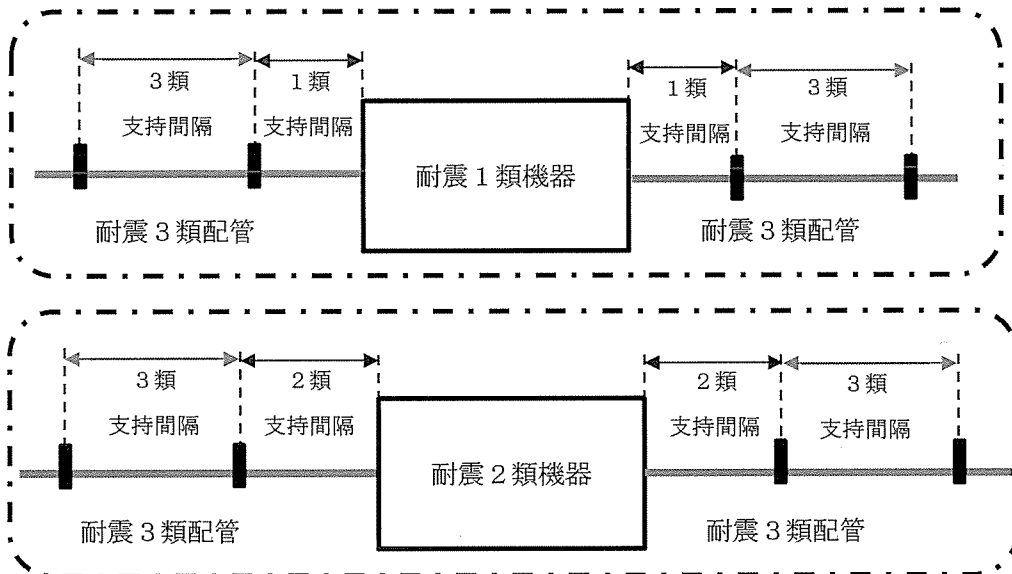 3類
1類
1類
3類
支持間隔
支持間隔
支持間隔
支持間隔
耐震1類機器
耐震3類配管
耐震3類配管
3類
2類
2類
3類
支持間隔
支持間隔
支持間隔
支持間隔
耐震2類機器
耐震3類配管
耐震3類配管